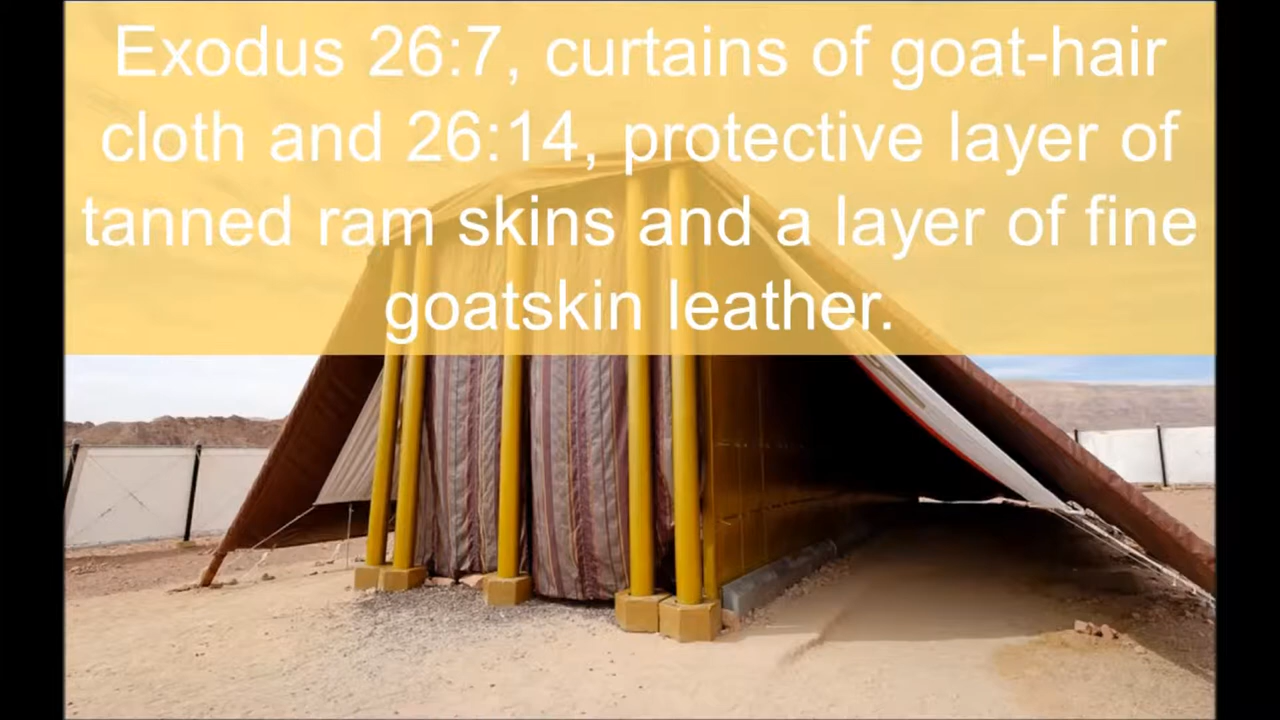 Exodus 26:7, curtains of goat-hair
cloth and 26:14, protective layer of
tanned ram skins and a layer of fine
goatskin leather.